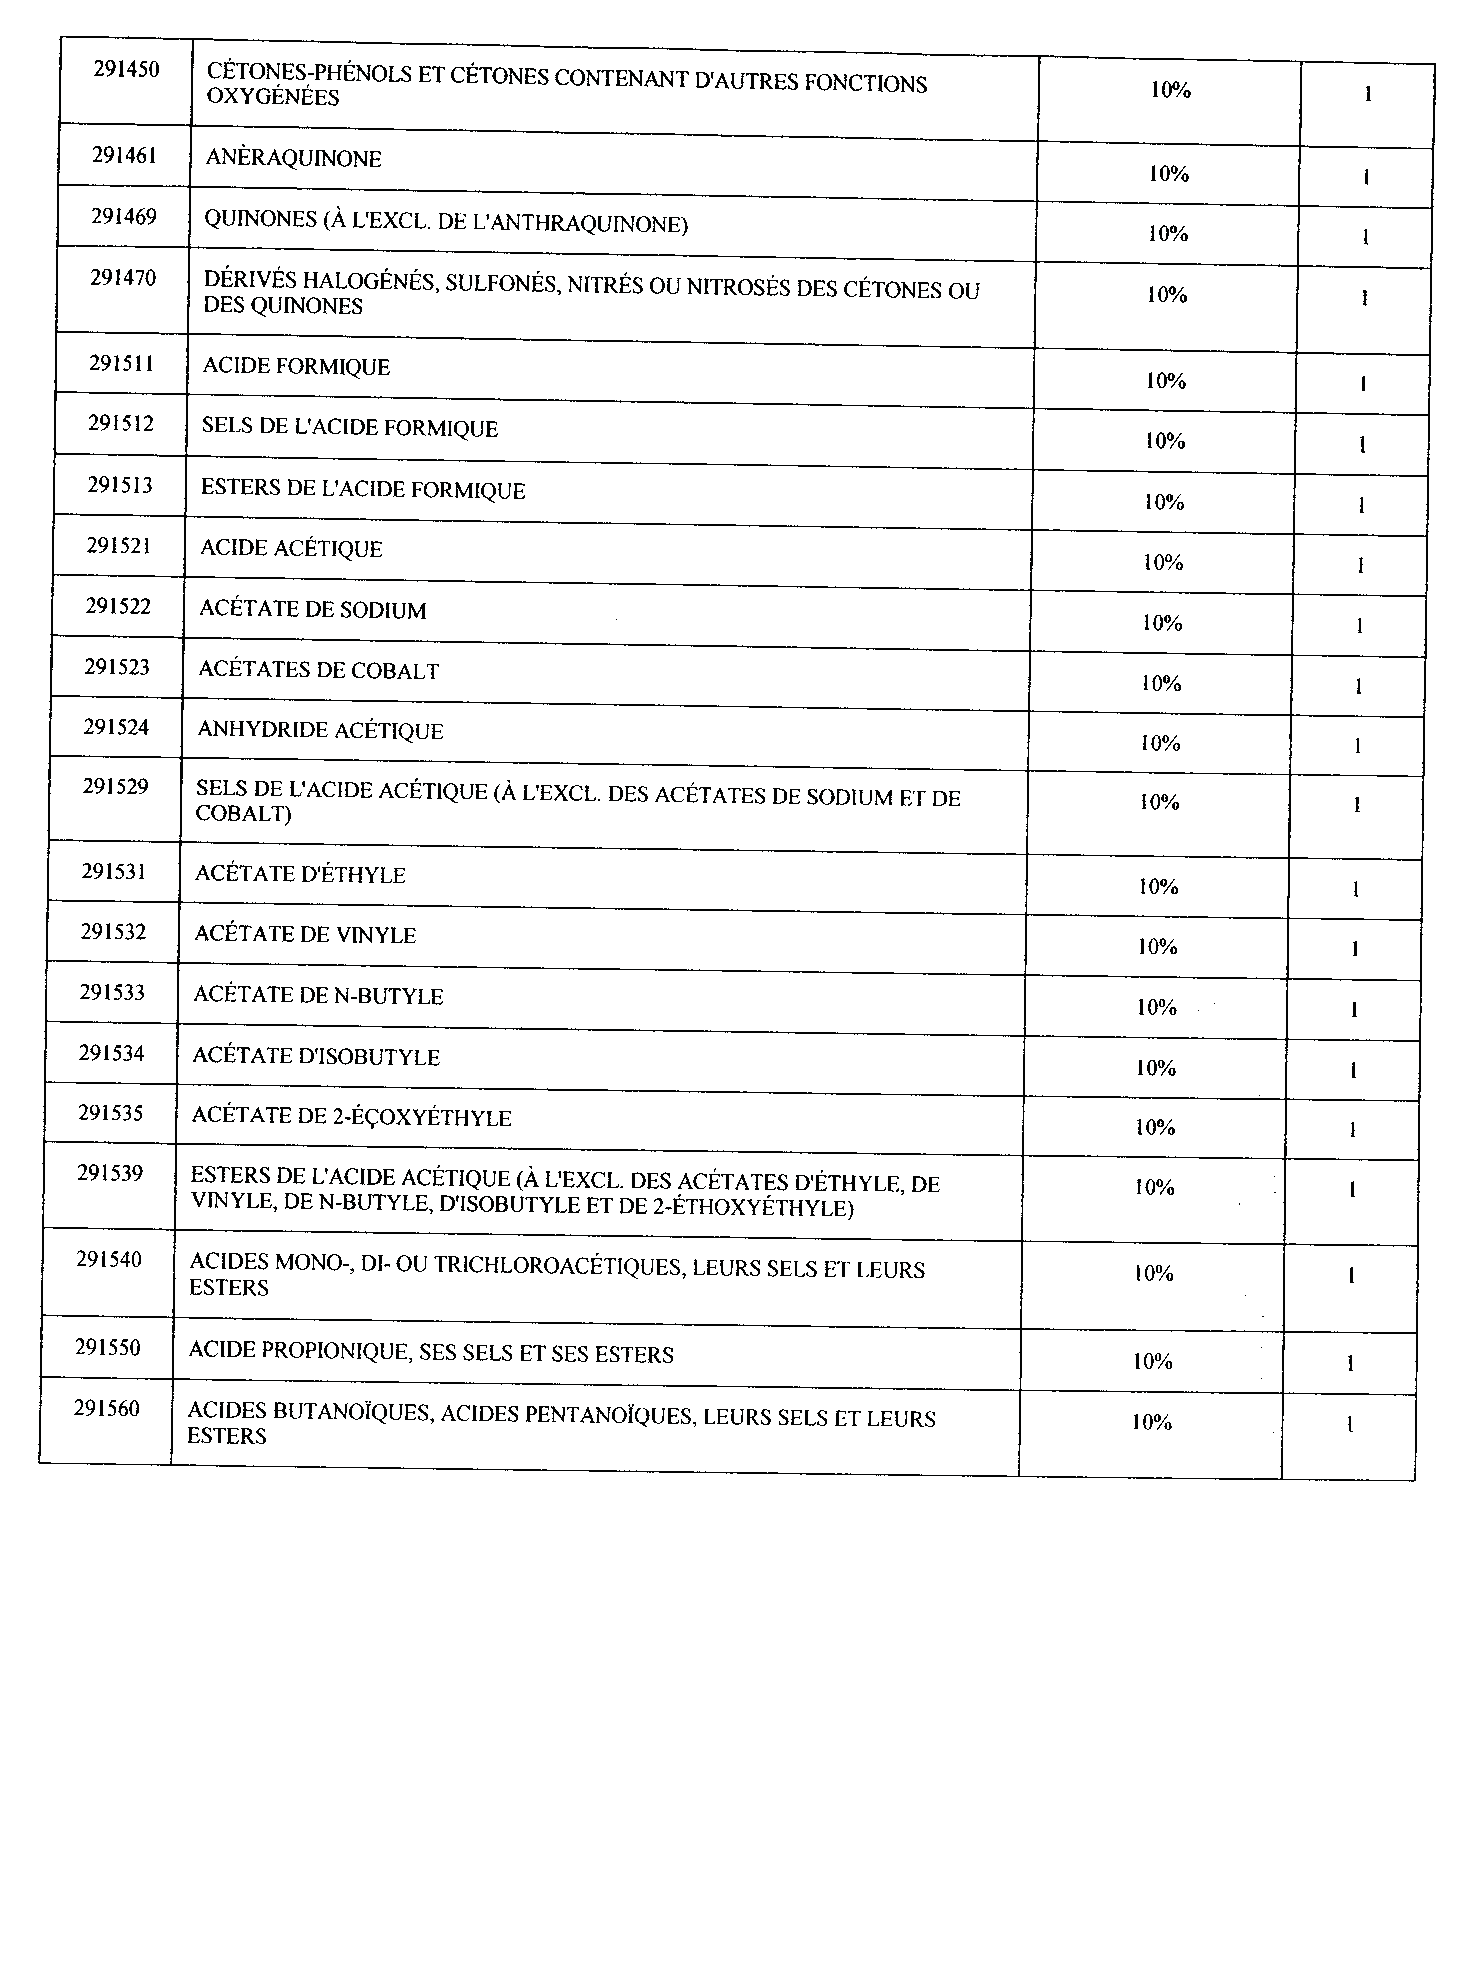 291450 CÉTONES-PHÉNOLS ET CÉTONES CONTENANT D'AUTRES FONCTIONS 10% 1
OXYGÉNÉES
291461 ANÈRAQUINONE 10% 1
291469 QUINONES (À L'EXCL. DE L'ANTHRAQUINONE) 10% 1
291470 DÉRIVÉS HALOGÉNÉS, SULFONÉS, NITRÉS OU NITROSÉS DES CÉTONES OU 10% 1
DES QUINONES
291511 ACIDE FORMIQUE 10% 1
291512 SELS DE L'ACIDE FORMIQUE 10% 1
291513 ESTERS DE L'ACIDE FORMIQUE 10% 1
291521 ACIDE ACÉTIQUE 10% 1
291522 ACÉTATE DE SODIUM 10% 1
291523 ACÉTATES DE COBALT 10% 1
291524 ANHYDRIDE ACÉTIQUE 10% 1
291529 SELS DE L'ACIDE ACÉTIQUE (À L'EXCL. DES ACÉTATES DE SODIUM ET DE 10% 1
COBALT)
291531 ACÉTATE D'ÉTHYLE 10% 1
291532 ACÉTATE DE VINYLE 10% 1
291533 ACÉTATE DE N-BUTYLE 10% 1
291534 ACÉTATE D'ISOBUTYLE 10% 1
291535 ACÉTATE DE 2-ÉÇOXYÉTHYLE 10% 1
291539 ESTERS DE L'ACIDE ACÉTIQUE (À L'EXCL. DES ACÉTATES D'ÉTHYLE, DE 10% 1
VINYLE, DE N-BUTYLE, D'ISOBUTYLE ET DE 2-ÉTHOXYÉTHYLE)
291540 ACIDES MONO-, DI- OU TRICHLOROACÉTIQUES, LEURS SELS ET LEURS 10% 1
ESTERS
291550 ACIDE PROPIONIQUE, SES SELS ET SES ESTERS 10% 1
291560 ACIDES BUTANOÏQUES, ACIDES PENTANOÏQUES, LEURS SELS ET LEURS 10% 1
ESTERS